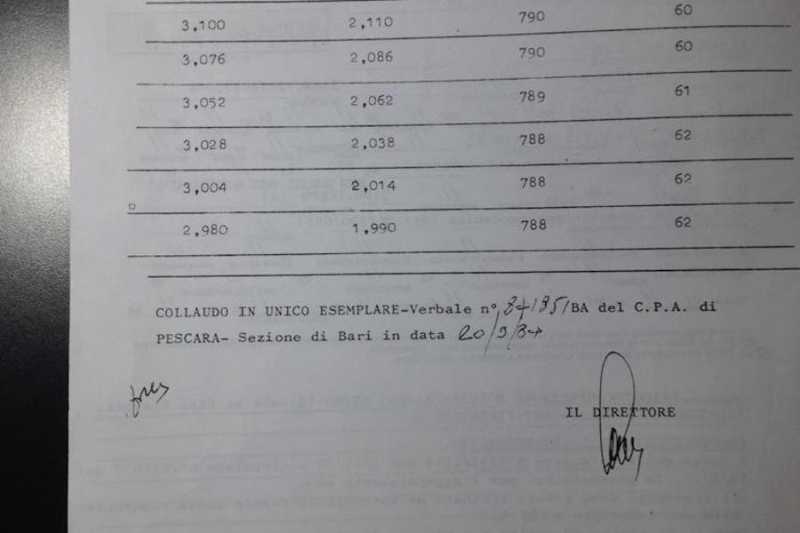 3,100 2,110 790 60
3,076 2,086 790 60
3,052 2,062 789 61
3,028 2,038 788 62
3,004 2,014 788 62
2,980 1,990 788 62
COLLAUDO IN UNICO ESEMPLARE-Verbale n° /BA del C.P.A. di
PESCARA- Sezione di Bari in data 20/9/84
IL DIRETTORE